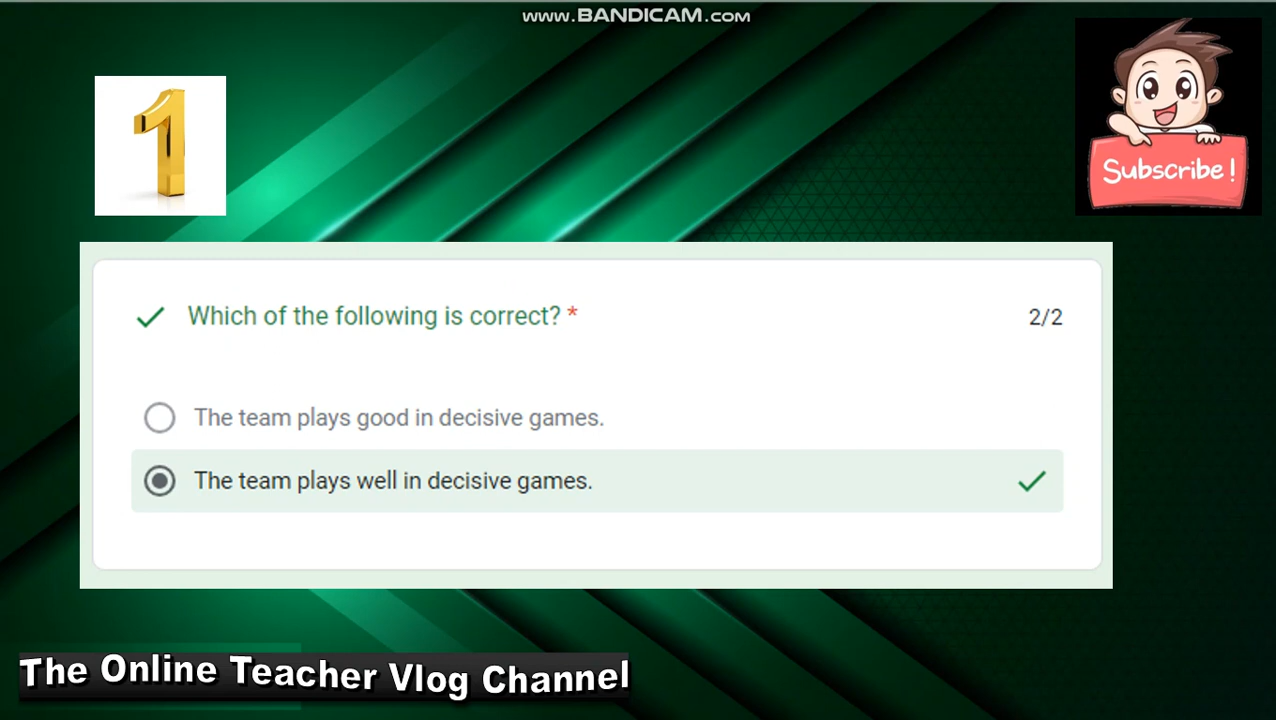 www.BANDICAM.com
1
Subscribe!
Which of the following is correct? *
2/2
The team plays good in decisive games.
The team plays well in decisive games.
The Online Teacher Vlog Channel